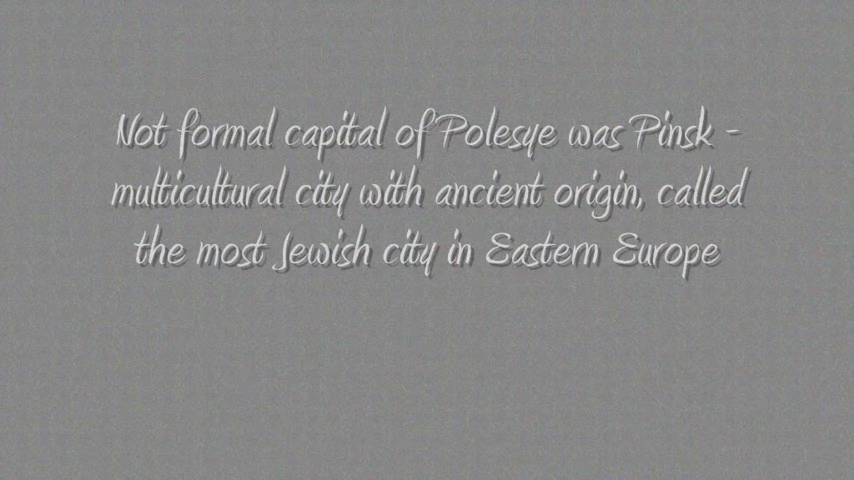 Not formal capital of Polesye was Pinsk -
multicultural city with ancient origin, called
the most Jewish city in Eastern Europe